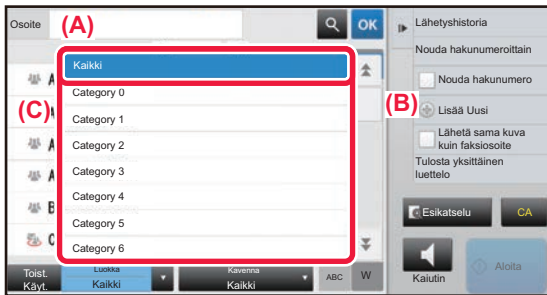 Osoite
(A)
OK
Lähetyshistoria
Nouda hakunumeroittain
Kaikki
A
Nouda hakunumero
Category 0
(C)
(B)
Lisää Uusi
Category 1
A
Category 2
Lähetä sama kuva
kuin faksiosoite
A
Category 3
Tulosta yksittäinen
luettelo
Category 4
B
Category 5
Esikatselu
CA
C
Category 6
Toist.
Käyt.
Luokka
Kaikki
Kavenna
Kaikki
ABC
W
Kaiutin
Aloita